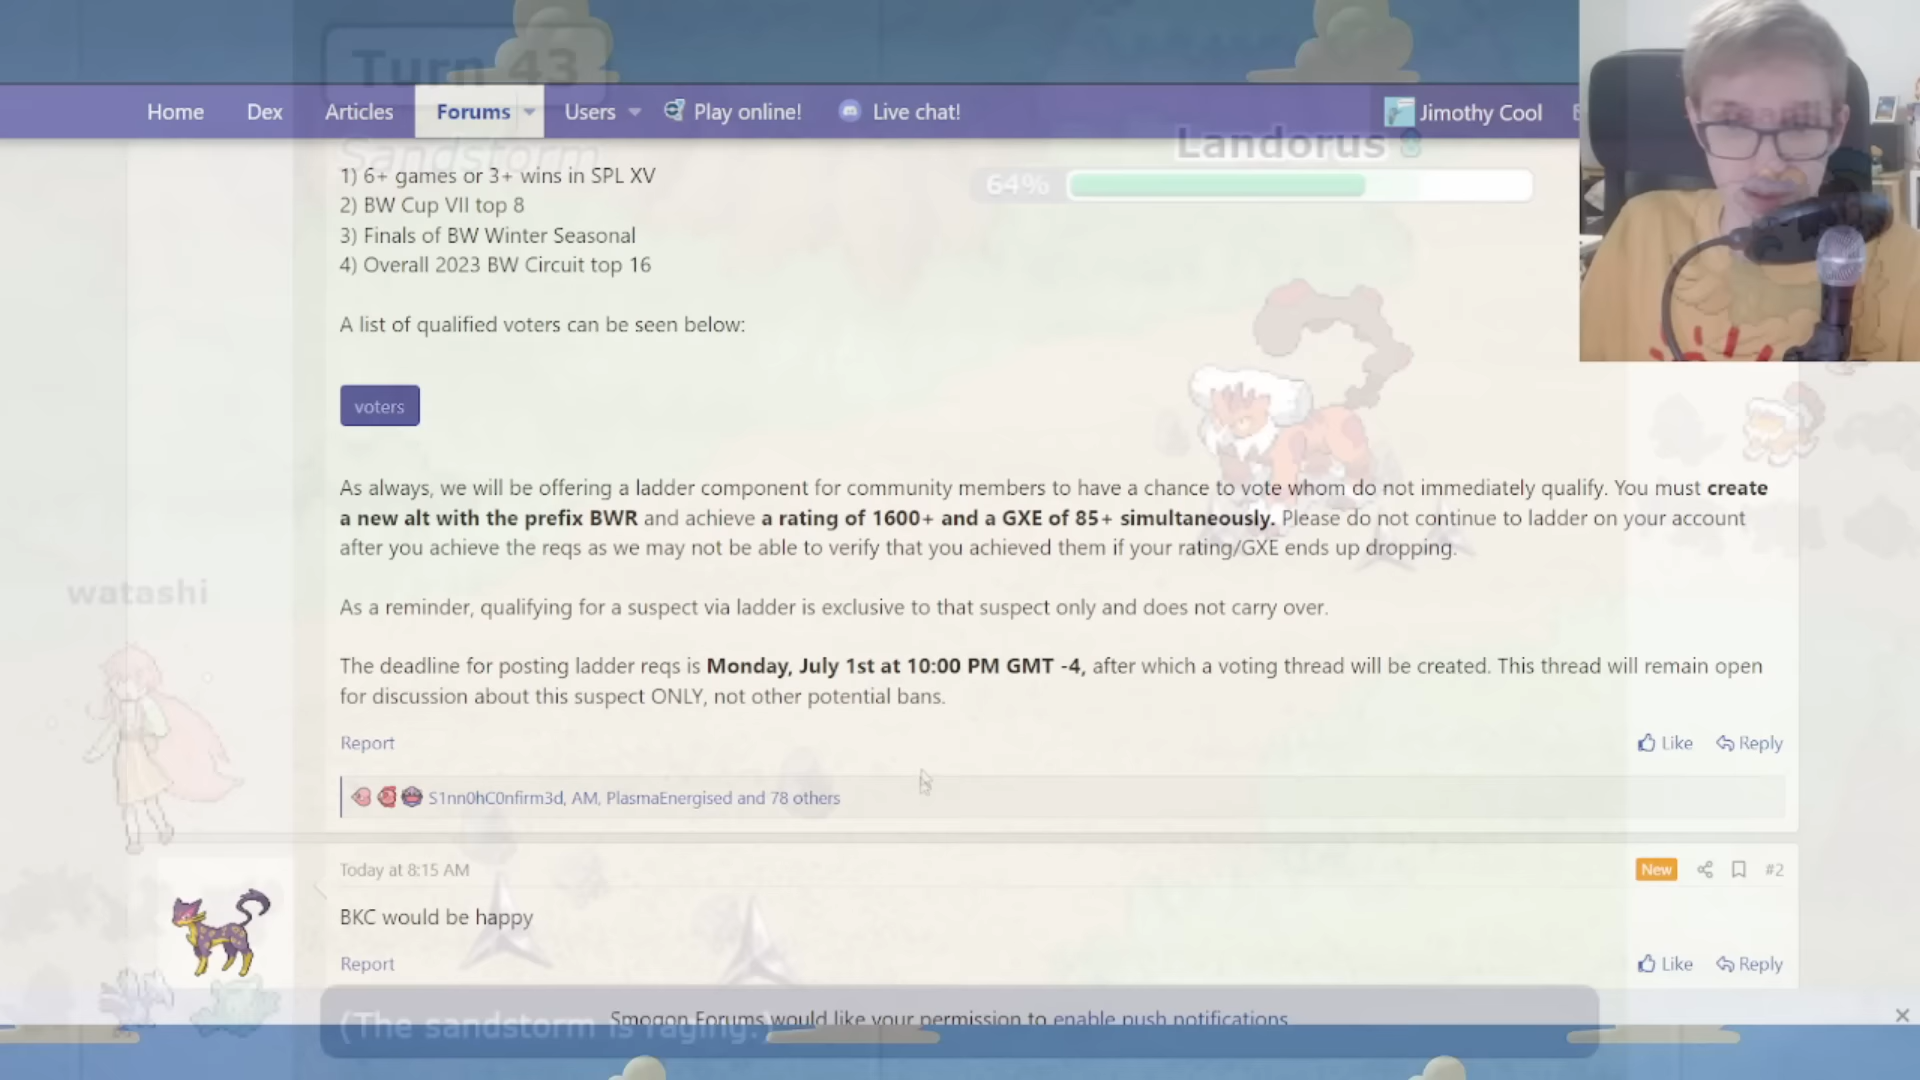 Turn 43
Home Dex Articles Forums Users Play online! Live chat! Jimothy Cool
Sandstorm
Landorus
64%
1) 6+ games or 3+ wins in SPL XV
2) BW Cup VII top 8
3) Finals of BW Winter Seasonal
4) Overall 2023 BW Circuit top 16
A list of qualified voters can be seen below:
voters
As always, we will be offering a ladder component for community members to have a chance to vote whom do not immediately qualify. You must create
a new alt with the prefix BWR and achieve a rating of 1600+ and a GXE of 85+ simultaneously. Please do not continue to ladder on your account
after you achieve the reqs as we may not be able to verify that you achieved them if your rating/GXE ends up dropping.
watashi
As a reminder, qualifying for a suspect via ladder is exclusive to that suspect only and does not carry over.
The deadline for posting ladder reqs is Monday, July 1st at 10:00 PM GMT -4, after which a voting thread will be created. This thread will remain open
for discussion about this suspect ONLY, not other potential bans.
Report Like Reply
S1nn0hC0nfirm3d, AM, PlasmaEnergised and 78 others
Today at 8:15 AM New #2
BKC would be happy
Report Like Reply
Smogon Forums would like your permission to enable push notifications.
(The sandstorm is raging.)